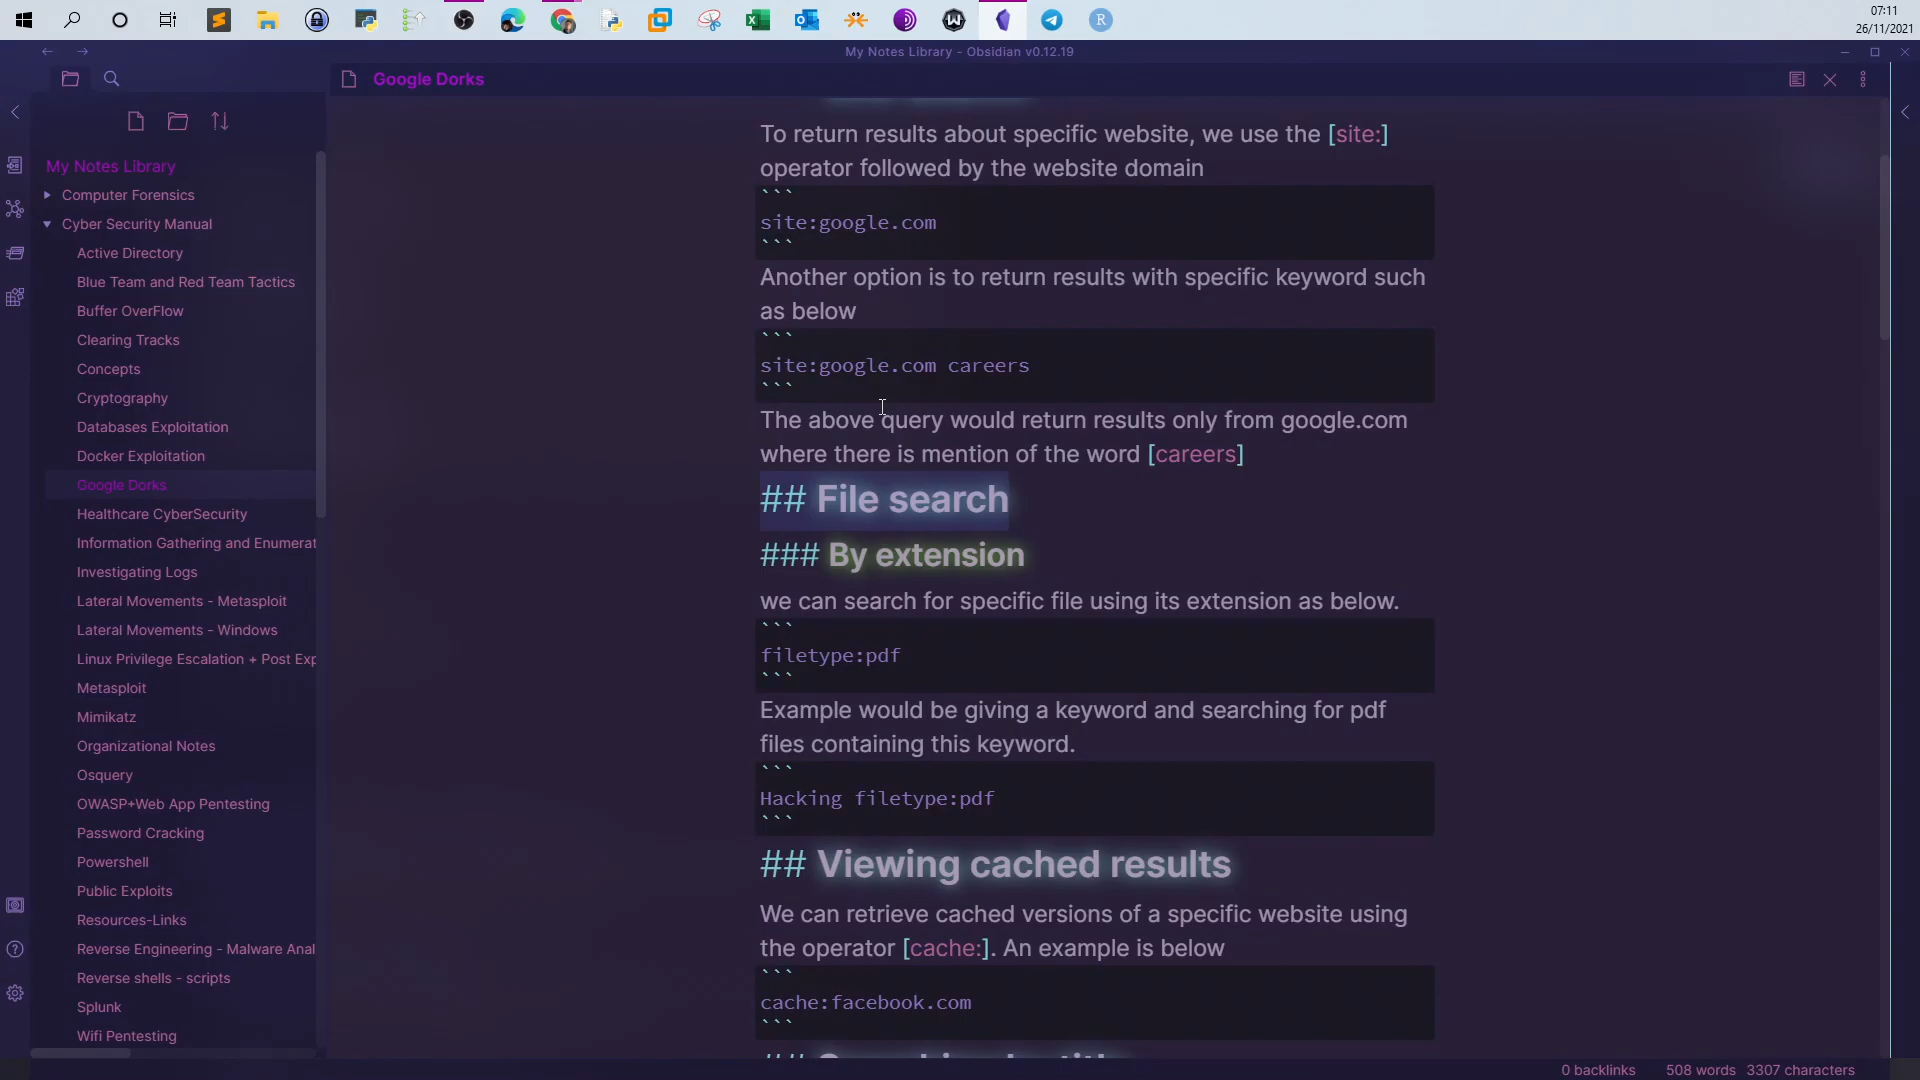 07:11
26/11/2021
My Notes Library - Obsidian v0.12.19
Google Dorks
My Notes Library
Computer Forensics
Cyber Security Manual
Active Directory
Blue Team and Red Team Tactics
Buffer OverFlow
Clearing Tracks
Concepts
Cryptography
Databases Exploitation
Docker Exploitation
Google Dorks
Healthcare CyberSecurity
Information Gathering and Enumerat
Investigating Logs
Lateral Movements - Metasploit
Lateral Movements - Windows
Linux Privilege Escalation + Post Exp
Metasploit
Mimikatz
Organizational Notes
Osquery
OWASP+Web App Pentesting
Password Cracking
Powershell
Public Exploits
Resources-Links
Reverse Engineering - Malware Anal
Reverse shells - scripts
Splunk
Wifi Pentesting
To return results about specific website, we use the [site:]
operator followed by the website domain
```
site:google.com
```
Another option is to return results with specific keyword such
as below
```
site:google.com careers
```
The above query would return results only from google.com
where there is mention of the word [careers]
## File search
### By extension
we can search for specific file using its extension as below.
```
filetype:pdf
```
Example would be giving a keyword and searching for pdf
files containing this keyword.
```
Hacking filetype:pdf
```
## Viewing cached results
We can retrieve cached versions of a specific website using
the operator [cache:]. An example is below
```
cache:facebook.com
```
0 backlinks 508 words 3307 characters